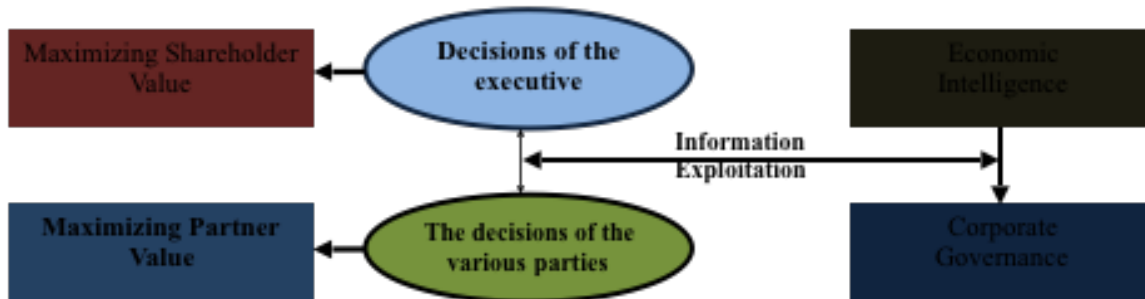 Maximizing Shareholder
Value
Decisions of the
executive
Economic
Intelligence
Information
Exploitation
Maximizing Partner
Value
The decisions of the
various parties
Corporate
Governance